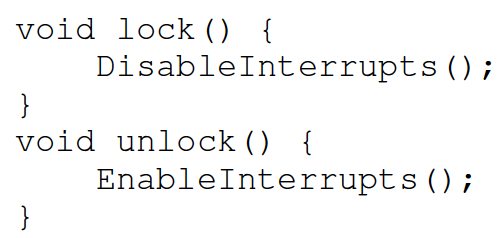 void lock() {
    DisableInterrupts();
}
void unlock() {
    EnableInterrupts();
}